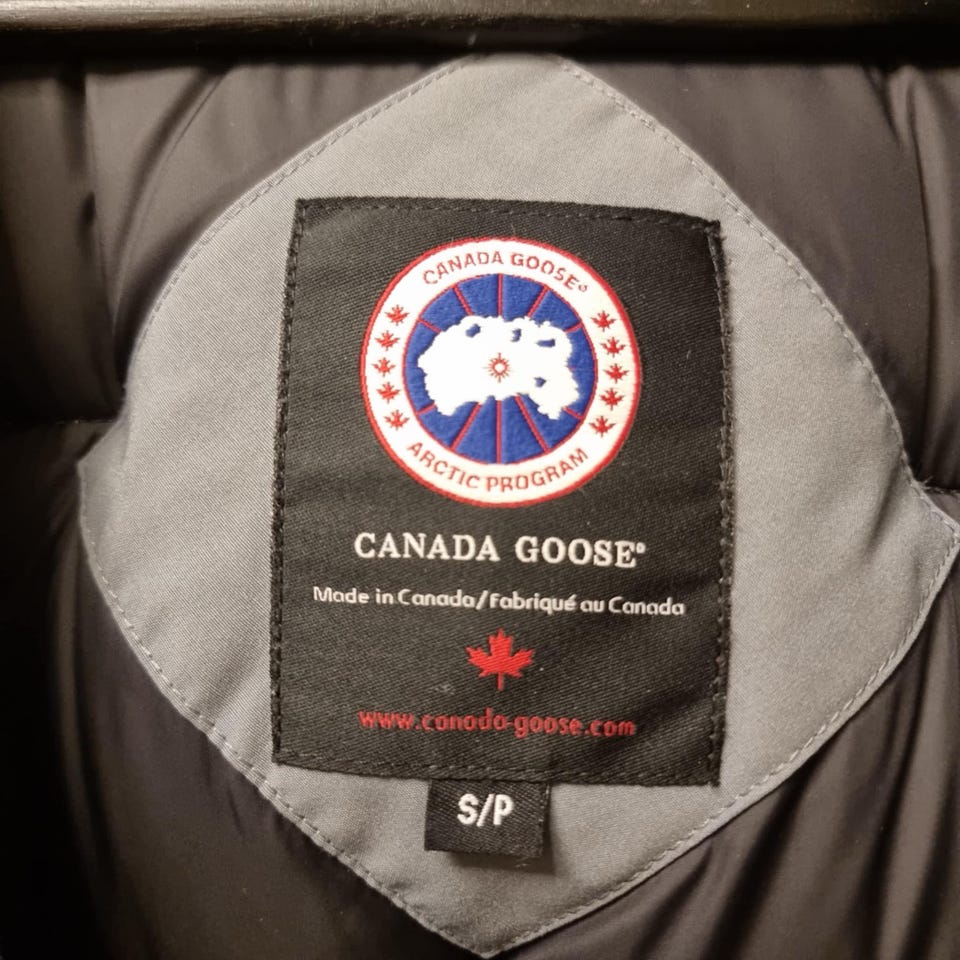 CANADA GOOSE®
ARCTIC PROGRAM
CANADA GOOSE®
Made in Canada/Fabriqué au Canada
www.canada-goose.com
S/P